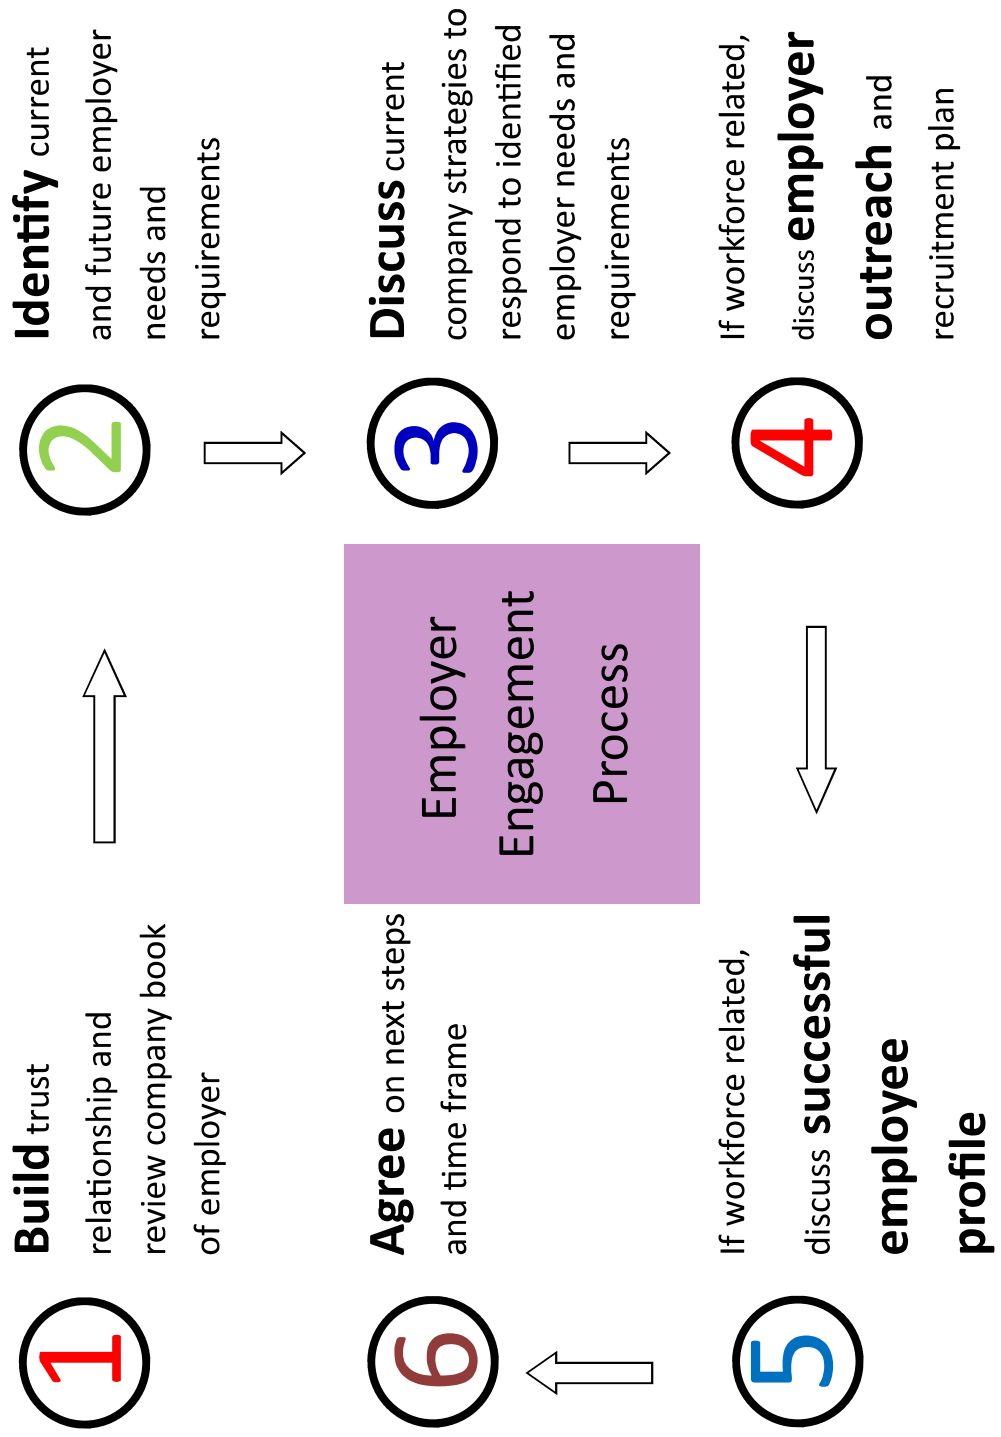 1
Build trust
relationship and
review company book
of employer
2
Identify current
and future employer
needs and
requirements
3
Discuss current
company strategies to
respond to identified
employer needs and
requirements
4
If workforce related,
discuss employer
outreach and
recruitment plan
5
If workforce related,
discuss successful
employee
profile
6
Agree on next steps
and time frame
Employer
Engagement
Process